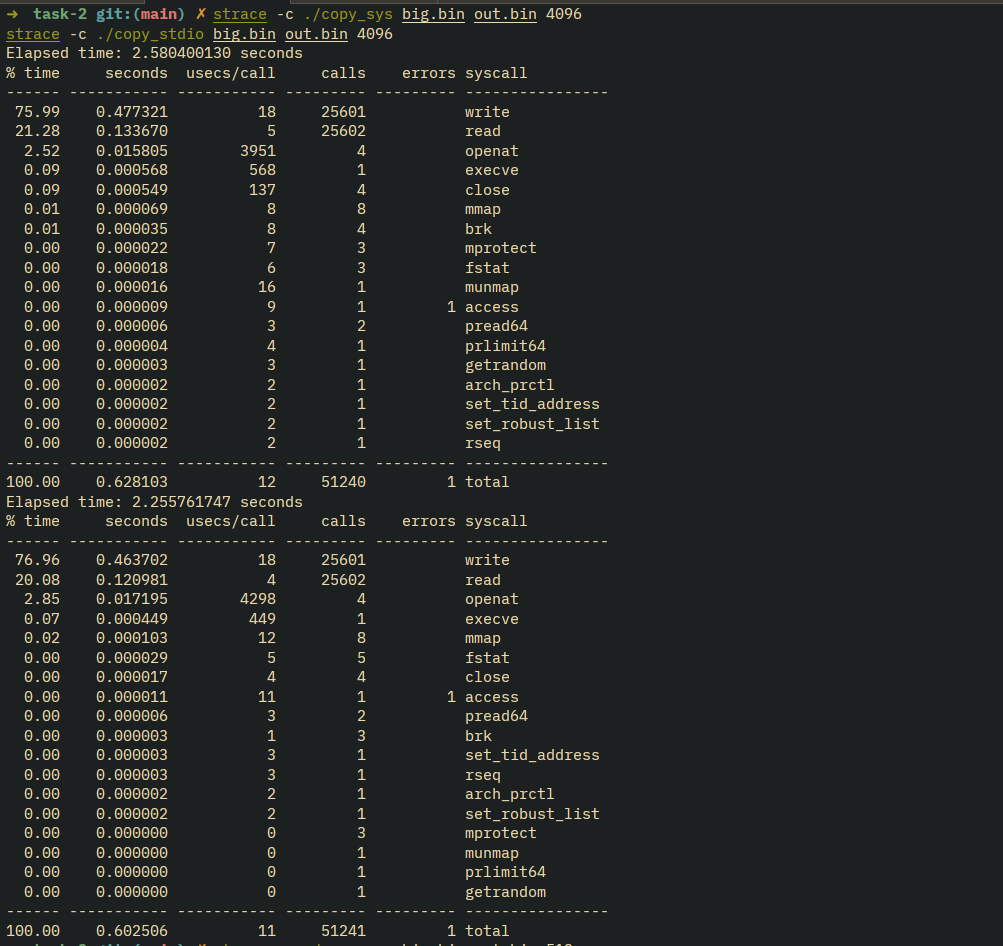 → task-2 git:(main) ✗ strace -c ./copy_sys big.bin out.bin 4096
strace -c ./copy_stdio big.bin out.bin 4096
Elapsed time: 2.580400130 seconds
% time     seconds  usecs/call     calls    errors syscall
------ ----------- ----------- --------- --------- ----------------
 75.99    0.477321          18     25601           write
 21.28    0.133670           5     25602           read
  2.52    0.015805        3951         4           openat
  0.09    0.000568         568         1           execve
  0.09    0.000549         137         4           close
  0.01    0.000069           8         8           mmap
  0.01    0.000035           8         4           brk
  0.00    0.000022           7         3           mprotect
  0.00    0.000018           6         3           fstat
  0.00    0.000016          16         1           munmap
  0.00    0.000009           9         1         1 access
  0.00    0.000006           3         2           pread64
  0.00    0.000004           4         1           prlimit64
  0.00    0.000003           3         1           getrandom
  0.00    0.000002           2         1           arch_prctl
  0.00    0.000002           2         1           set_tid_address
  0.00    0.000002           2         1           set_robust_list
  0.00    0.000002           2         1           rseq
------ ----------- ----------- --------- --------- ----------------
100.00    0.628103          12     51240         1 total
Elapsed time: 2.255761747 seconds
% time     seconds  usecs/call     calls    errors syscall
------ ----------- ----------- --------- --------- ----------------
 76.96    0.463702          18     25601           write
 20.08    0.120981           4     25602           read
  2.85    0.017195        4298         4           openat
  0.07    0.000449         449         1           execve
  0.02    0.000103          12         8           mmap
  0.00    0.000029           5         5           fstat
  0.00    0.000017           4         4           close
  0.00    0.000011          11         1         1 access
  0.00    0.000006           3         2           pread64
  0.00    0.000003           1         3           brk
  0.00    0.000003           3         1           set_tid_address
  0.00    0.000003           3         1           rseq
  0.00    0.000002           2         1           arch_prctl
  0.00    0.000002           2         1           set_robust_list
  0.00    0.000000           0         3           mprotect
  0.00    0.000000           0         1           munmap
  0.00    0.000000           0         1           prlimit64
  0.00    0.000000           0         1           getrandom
------ ----------- ----------- --------- --------- ----------------
100.00    0.602506          11     51241         1 total